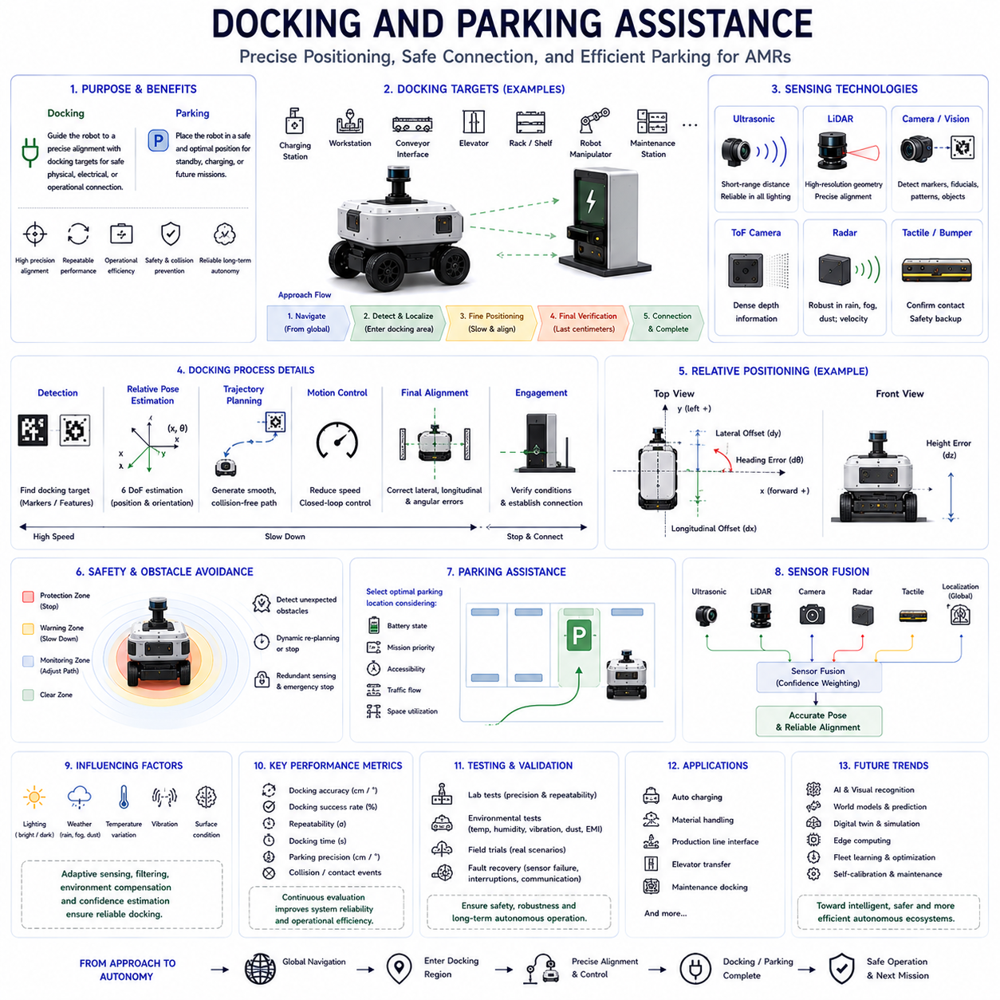 DOCKING AND PARKING ASSISTANCE
Precise Positioning, Safe Connection, and Efficient Parking for AMRs
1. PURPOSE & BENEFITS
Docking
Guide the robot to a
precise alignment with
docking targets for safe
physical, electrical, or
operational connection.
Parking
P
Place the robot in a safe
and optimal position for
standby, charging, or
future missions.
High precision
alignment
Repeatable
performance
Operational
efficiency
Safety & collision
prevention
Reliable long-term
autonomy
2. DOCKING TARGETS (EXAMPLES)
Charging
Station
Workstation
Conveyor
Interface
Elevator
Rack / Shelf
Robot
Manipulator
Maintenance
Station
...
Approach Flow
1. Navigate
(From global)
2. Detect & Localize
(Enter docking area)
3. Fine Positioning
(Slow & align)
4. Final Verification
(Last centimeters)
5. Connection
& Complete
3. SENSING TECHNOLOGIES
Ultrasonic
Short-range distance
Reliable in all lighting
LiDAR
High-resolution geometry
Precise alignment
Camera / Vision
Detect markers, fiducials,
patterns, objects
ToF Camera
Dense depth
information
Radar
Robust in rain, fog,
dust; velocity
Tactile / Bumper
Confirm contact
Safety backup
4. DOCKING PROCESS DETAILS
Detection
Find docking target
(Markers / Features)
Relative Pose
Estimation
(x, θ)
x
y
x
6 DoF estimation
(position & orientation)
Trajectory
Planning
Generate smooth,
collision-free path
Motion Control
Reduce speed
Closed-loop control
Final Alignment
Correct lateral, longitudinal
& angular errors
Engagement
Verify conditions
& establish connection
High Speed
Slow Down
Stop & Connect
5. RELATIVE POSITIONING (EXAMPLE)
Top View
y (left +)
Lateral Offset (dy)
Heading Error (dθ)
x (forward +)
Longitudinal Offset (dx)
Front View
Height Error
(dz)
6. SAFETY & OBSTACLE AVOIDANCE
Protection Zone
(Stop)
Warning Zone
(Slow Down)
Monitoring Zone
(Adjust Path)
Clear Zone
Detect unexpected
obstacles
Dynamic re-planning
or stop
Redundant sensing
& emergency stop
7. PARKING ASSISTANCE
Select optimal parking
location considering:
Battery state
Mission priority
Accessibility
Traffic flow
Space utilization
P
8. SENSOR FUSION
Ultrasonic
LiDAR
Camera
Radar
Tactile
Localization
(Global)
Sensor Fusion
(Confidence Weighting)
Accurate Pose
& Reliable Alignment
9. INFLUENCING FACTORS
Lighting
(bright / dark)
Weather
(rain, fog, dust)
Temperature
variation
Vibration
Surface
condition
Adaptive sensing, filtering,
environment compensation
and confidence estimation
ensure reliable docking.
10. KEY PERFORMANCE METRICS
Docking accuracy (cm / °)
Docking success rate (%)
Repeatability (σ)
Docking time (s)
Parking precision (cm / °)
Collision / contact events
Continuous evaluation
improves system reliability
and operational efficiency.
11. TESTING & VALIDATION
Lab tests (precision & repeatability)
Environmental tests
(temp, humidity, vibration, dust, EMI)
Field trials (real scenarios)
Fault recovery (sensor failure,
interruptions, communication)
Ensure safety, robustness and
long-term autonomous operation.
12. APPLICATIONS
Auto charging
Material handling
Production line interface
Elevator transfer
Maintenance docking
And more...
13. FUTURE TRENDS
AI & Visual recognition
World models & prediction
Digital twin & simulation
Edge computing
Fleet learning & optimization
Self-calibration & maintenance
Toward intelligent, safer and more
efficient autonomous ecosystems.
FROM APPROACH TO
AUTONOMY
Global Navigation
Enter Docking
Region
Precise Alignment
& Control
Docking / Parking
Complete
Safe Operation
& Next Mission